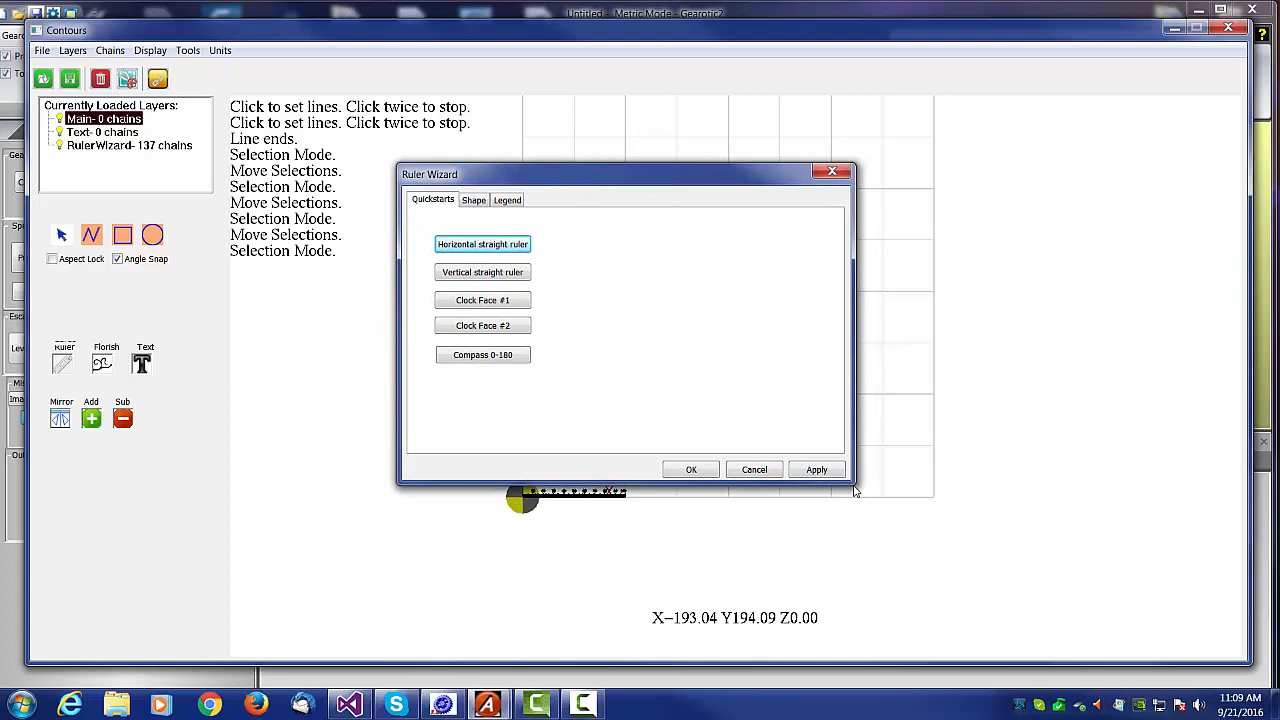 Untitled - Metric Mode - Gearotic
Contours
File Layers Chains Display Tools Units
Currently Loaded Layers:
Main- 0 chains
Text- 0 chains
RulerWizard- 137 chains
Aspect Lock Angle Snap
Ruler Florish Text
Mirror Add Sub
Click to set lines. Click twice to stop.
Click to set lines. Click twice to stop.
Line ends.
Selection Mode.
Move Selections.
Selection Mode.
Move Selections.
Selection Mode.
Move Selections.
Selection Mode.
Ruler Wizard
Quickstarts Shape Legend
Horizontal straight ruler
Vertical straight ruler
Clock Face #1
Clock Face #2
Compass 0-180
OK Cancel Apply
X-193.04 Y194.09 Z0.00
11:09 AM
9/21/2016